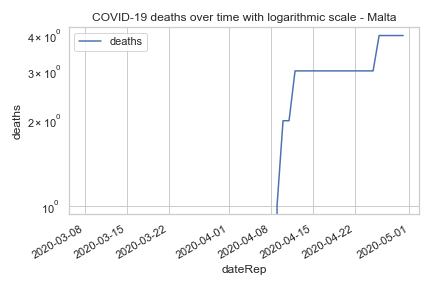 COVID-19 deaths over time with logarithmic scale - Malta
deaths
4 × 10⁰
3 × 10⁰
2 × 10⁰
10⁰
deaths
2020-03-08
2020-03-15
2020-03-22
2020-04-01
2020-04-08
2020-04-15
2020-04-22
2020-05-01
dateRep